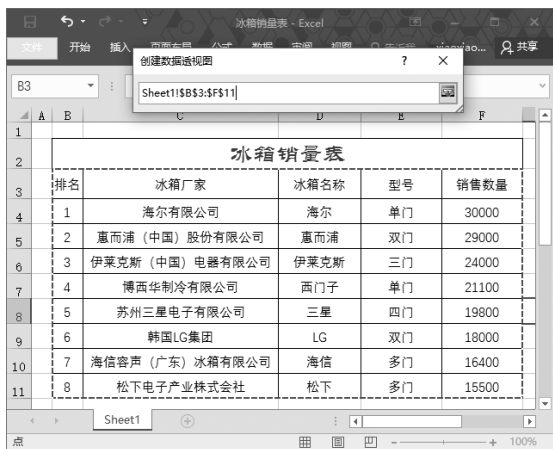 冰箱销量表 - Excel
文件 开始 插入 页面布局 公式 数据 审阅 视图 xianxiao... 共享
创建数据透视图 ? ×
B3
Sheet1!$B$3:$F$11
A B C D E F
1
2 冰箱销量表
3 排名 冰箱厂家 冰箱名称 型号 销售数量
4 1 海尔有限公司 海尔 单门 30000
5 2 惠而浦（中国）股份有限公司 惠而浦 双门 29000
6 3 伊莱克斯（中国）电器有限公司 伊莱克斯 三门 24000
7 4 博西华制冷有限公司 西门子 单门 21100
8 5 苏州三星电子有限公司 三星 四门 19800
9 6 韩国LG集团 LG 双门 18000
10 7 海信容声（广东）冰箱有限公司 海信 多门 16400
11 8 松下电子产业株式会社 松下 多门 15500
Sheet1
点 100%